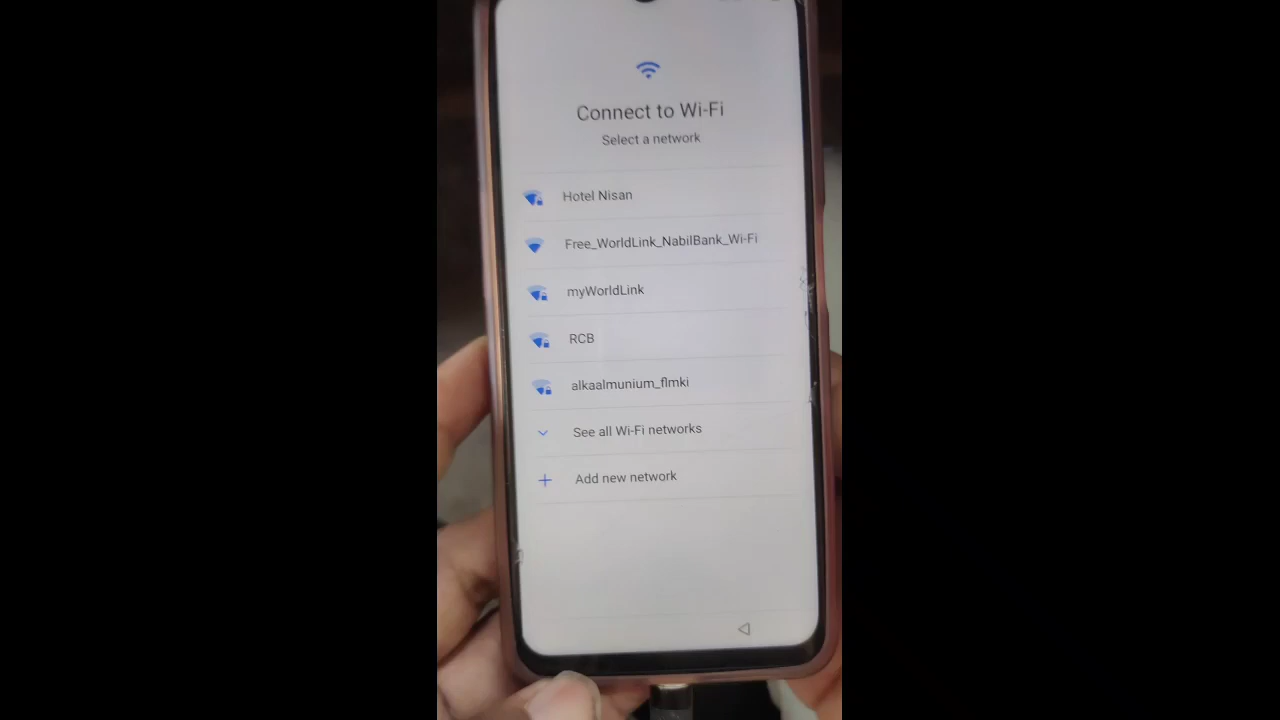 Connect to Wi-Fi
Select a network
Hotel Nisan
Free_WorldLink_NabilBank_Wi-Fi
myWorldLink
RCB
alkaalmunium_flmki
See all Wi-Fi networks
Add new network